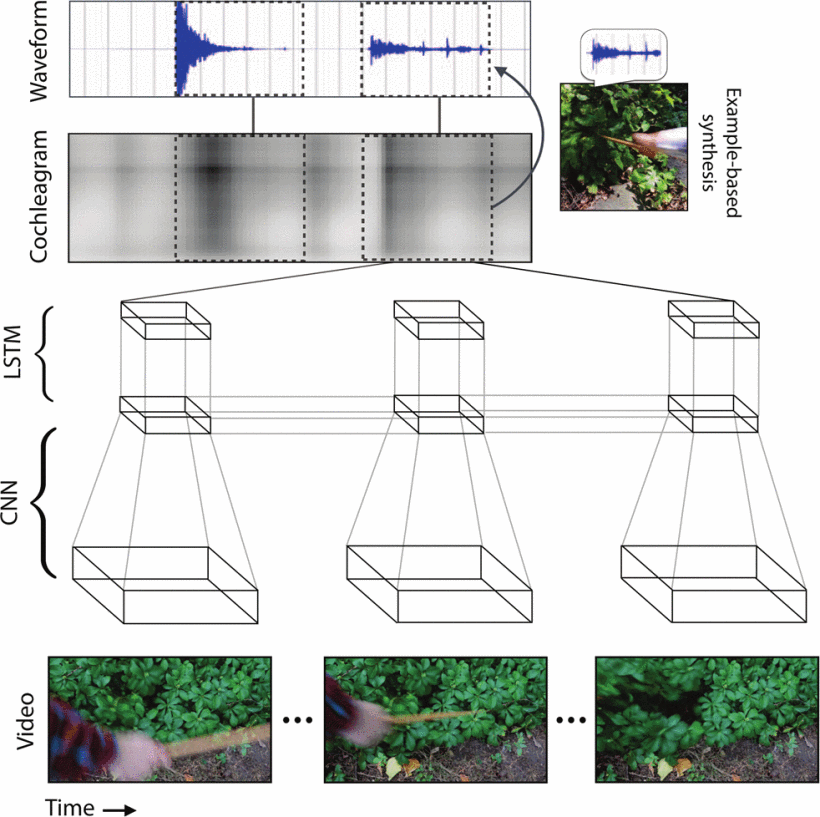 Waveform
Example-based
synthesis
Cochleagram
LSTM
CNN
Video
Time